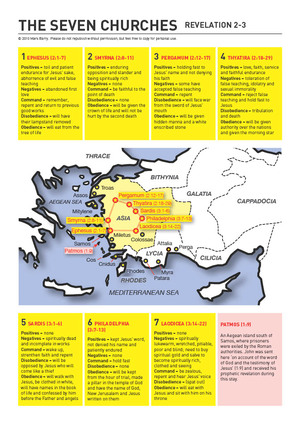 THE SEVEN CHURCHES REVELATION 2-3
© 2010 Mark Barry. Please do not republish without permission, but feel free to copy for personal use.
1 EPHESUS (2:1-7)
Positives = toil and patient
endurance for Jesus' sake,
abhorrence of evil and false
teaching
Negatives = abandoned first
love
Command = remember,
repent and return to previous
good works
Disobedience = will have
their lampstand removed
Obedience = will eat from the
tree of life
2 SMYRNA (2:8-11)
Positives = enduring
opposition and slander and
being spiritually rich
Negatives = none
Command = be faithful to the
point of death
Disobedience = none
Obedience = will be given the
crown of life and will not be
hurt by the second death
3 PERGAMUM (2:12-17)
Positives = holding fast to
Jesus' name and not denying
his faith
Negatives = some have
accepted false teaching
Command = repent
Disobedience = will face war
from the sword of Jesus'
mouth
Obedience = will be given
hidden manna and a white
enscribed stone
4 THYATIRA (2:18-29)
Positives = love, faith, service
and faithful endurance
Negatives = toleration of
false teaching, idolatry and
sexual immorality
Command = reject false
teaching and hold fast to
Jesus
Disobedience = tribulation
and death
Obedience = will be given
authority over the nations
and given the morning star
THRACE
BITHYNIA
GALATIA
CAPPADOCIA
AEGEAN SEA
Troas
Assos
Mitylene
Pergamum (2:12-17)
Thyatira (2:18-29)
Sardis (3:1-6)
Smyrna (2:8-11)
ASIA
Philadelphia (3:7-13)
Laodicea (3:14-22)
Ephesus (2:1-7)
Miletus
Colossae
Samos
Patmos (1:9)
Attalia
Perga
Cos
Cnidus
LYCIA
CILICIA
Rhodes
Myra
Patara
RHODES
MEDITERRANEAN SEA
5 SARDIS (3:1-6)
Positives = none
Negatives = spiritually dead
and incomplete in works
Command = wake up,
strenthen faith and repent
Disobedience = will be
opposed by Jesus who will
come like a thief
Obedience = will walk with
Jesus, be clothed in white,
have names in the book
of life and confessed by him
before the Father and angels
6 PHILADELPHIA
(3:7-13)
Positives = kept Jesus' word,
not denied his name and
patiently endured
Negatives = none
Command = hold fast
Disobedience = none
Obedience = will be kept
from the hour of trial, made
a pillar in the temple of God
and have the name of God,
New Jerusalem and Jesus
written on them
7 LAODICEA (3:14-22)
Positives = none
Negatives = spiritually
lukewarm, wretched, pitiable,
poor and blind; need to buy
spiritual gold and salve to
become spiritually rich,
clothed and seeing
Command = be zealous,
repent and hear Jesus' voice
Disobedience = (spat out)
Obedience = will eat with
Jesus and sit with him on his
throne
PATMOS (1:9)
An Aegean island south of
Samos, where prisoners
were exiled by the Roman
authorities. John was sent
here 'on account of the word
of God and the testimony of
Jesus' (1:9) and received his
prophetic revelation during
this stay.